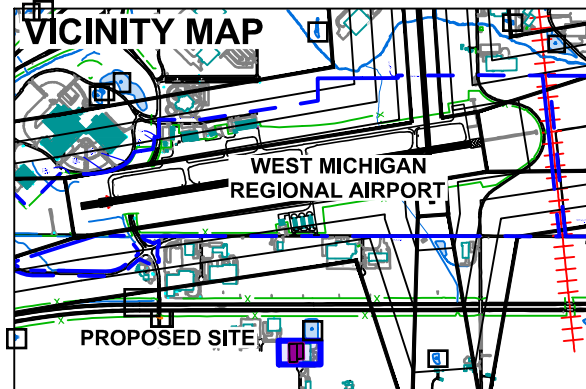 VICINITY MAP
WEST MICHIGAN
REGIONAL AIRPORT
PROPOSED SITE